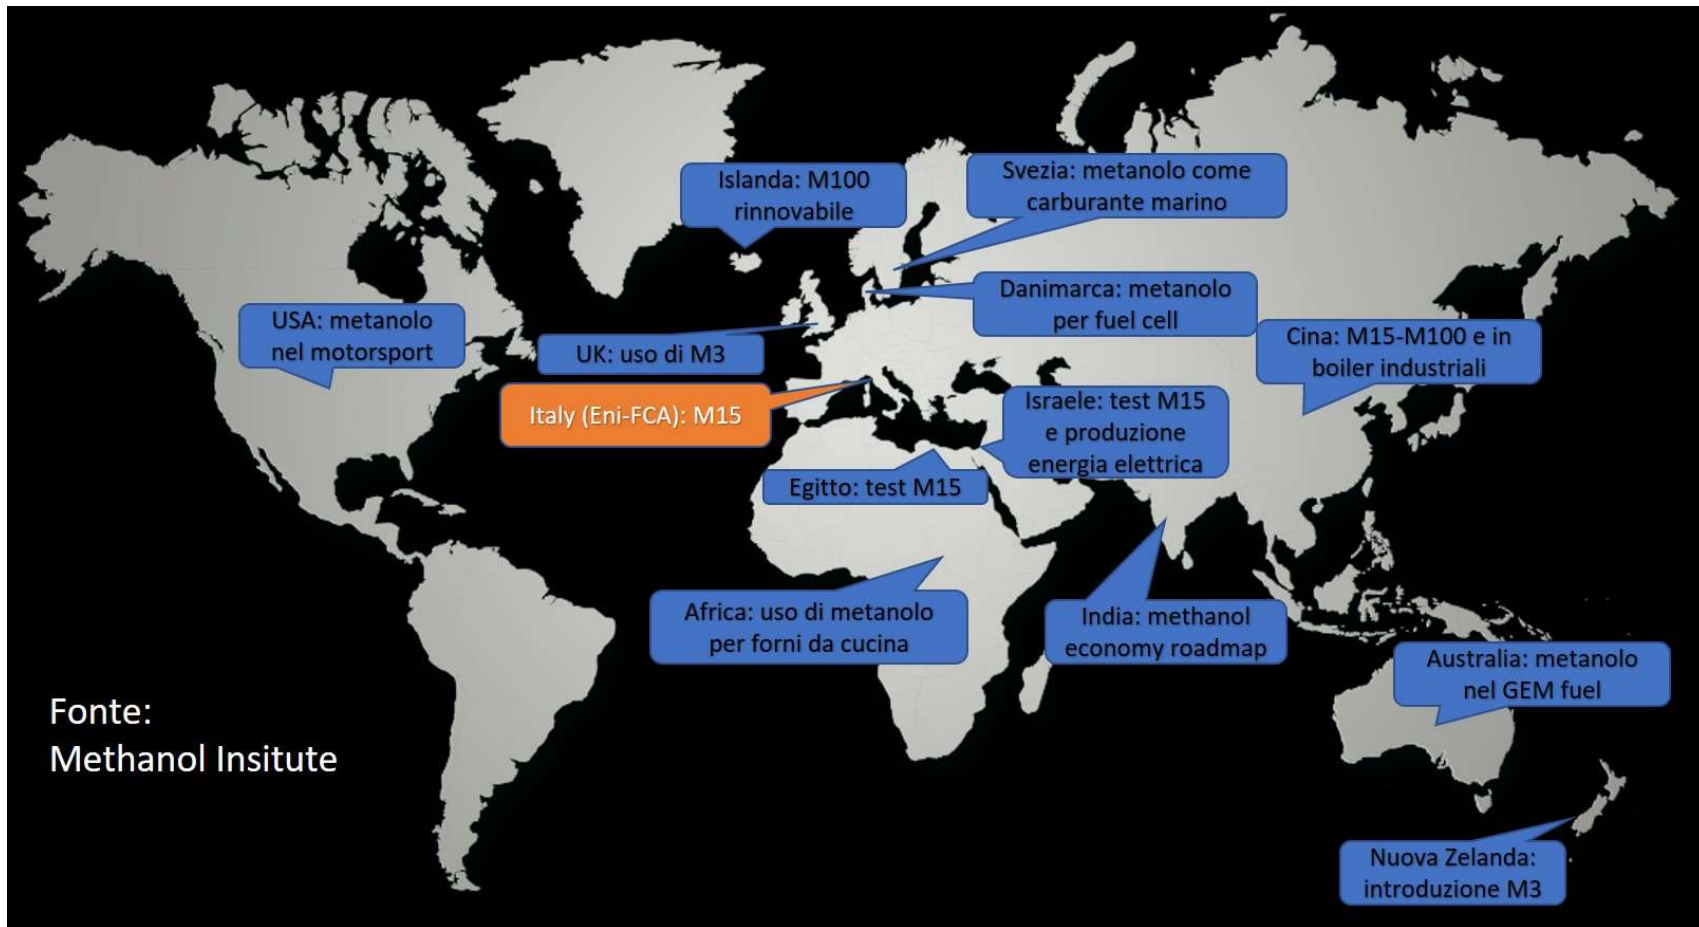 Islanda: M100
rinnovabile
Svezia: metanolo come
carburante marino
Danimarca: metanolo
per fuel cell
USA: metanolo
nel motorsport
UK: uso di M3
Cina: M15-M100 e in
boiler industriali
Italy (Eni-FCA): M15
Israele: test M15
e produzione
energia elettrica
Egitto: test M15
Africa: uso di metanolo
per forni da cucina
India: methanol
economy roadmap
Australia: metanolo
nel GEM fuel
Fonte:
Methanol Insitute
Nuova Zelanda:
introduzione M3